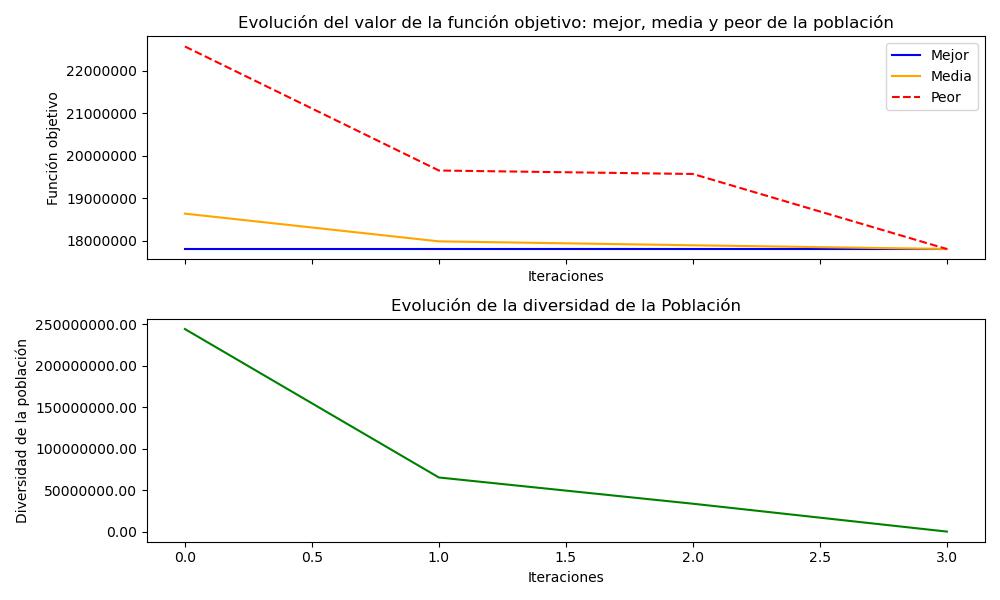 Evolución del valor de la función objetivo: mejor, media y peor de la población
Función objetivo
22000000
21000000
20000000
19000000
18000000
Mejor
Media
Peor
Iteraciones
Evolución de la diversidad de la Población
Diversidad de la población
250000000.00
200000000.00
150000000.00
100000000.00
50000000.00
0.00
0.0 0.5 1.0 1.5 2.0 2.5 3.0
Iteraciones